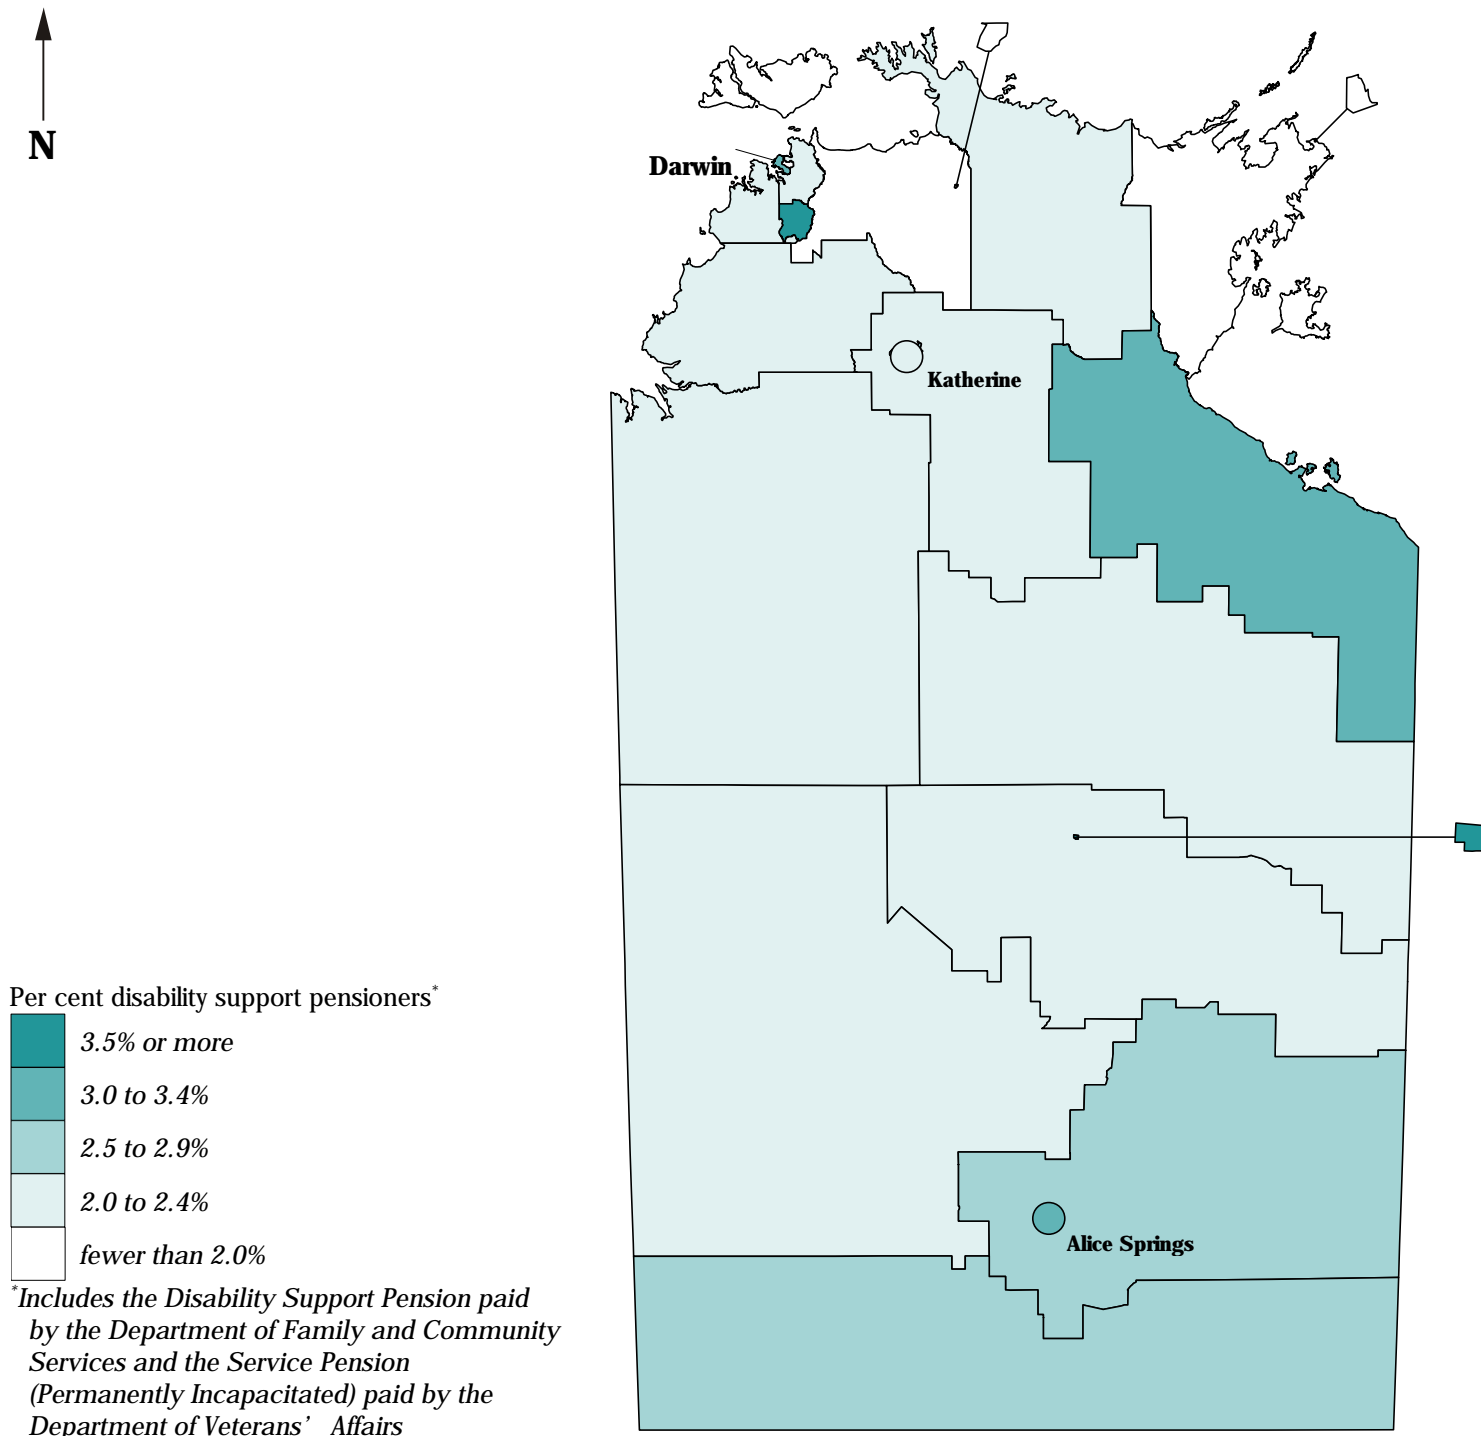 N
Darwin
Katherine
Alice Springs
Per cent disability support pensioners*
3.5% or more
3.0 to 3.4%
2.5 to 2.9%
2.0 to 2.4%
fewer than 2.0%
*Includes the Disability Support Pension paid
by the Department of Family and Community
Services and the Service Pension
(Permanently Incapacitated) paid by the
Department of Veterans' Affairs